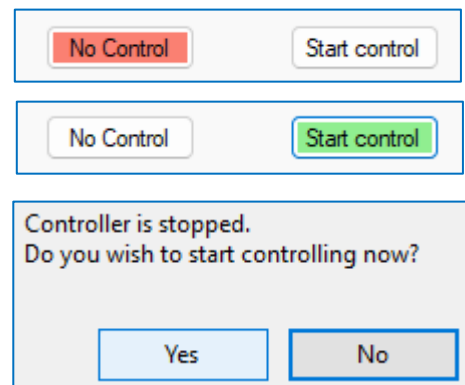 No Control Start control
No Control Start control
Controller is stopped.
Do you wish to start controlling now?
Yes No